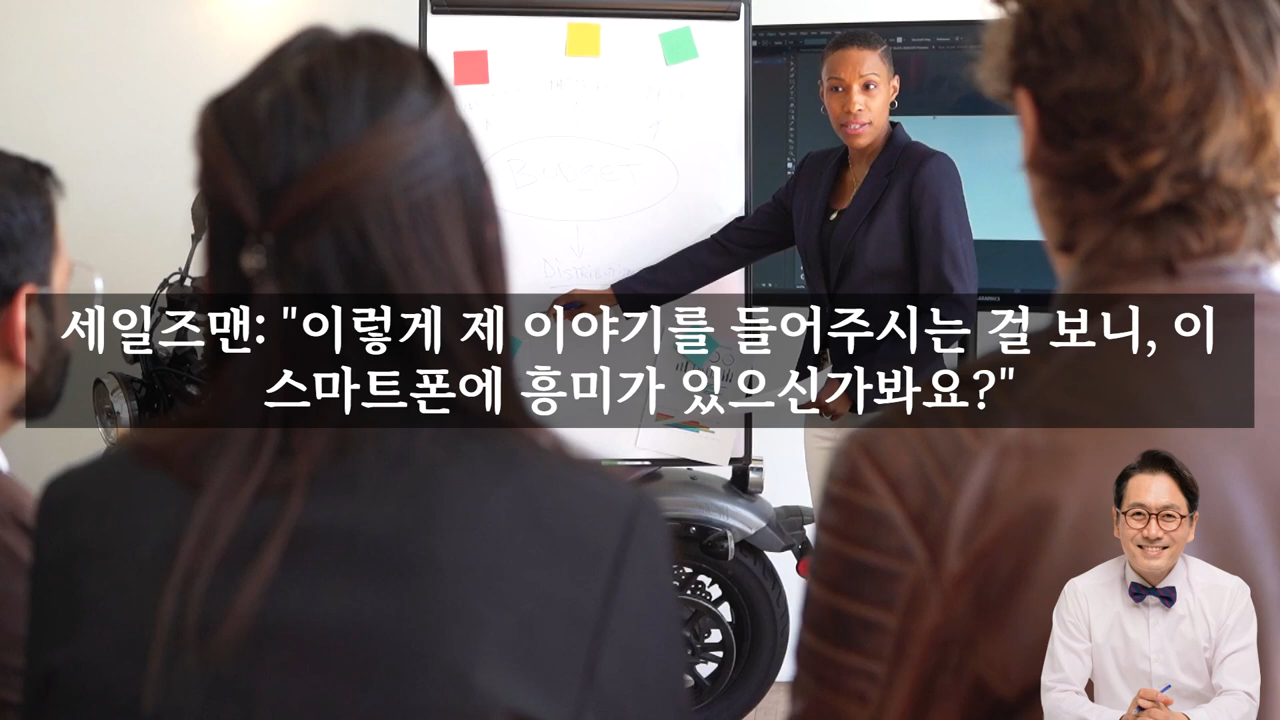 BUDGET
세일즈맨: "이렇게 제 이야기를 들어주시는 걸 보니, 이
스마트폰에 흥미가 있으신가봐요?"